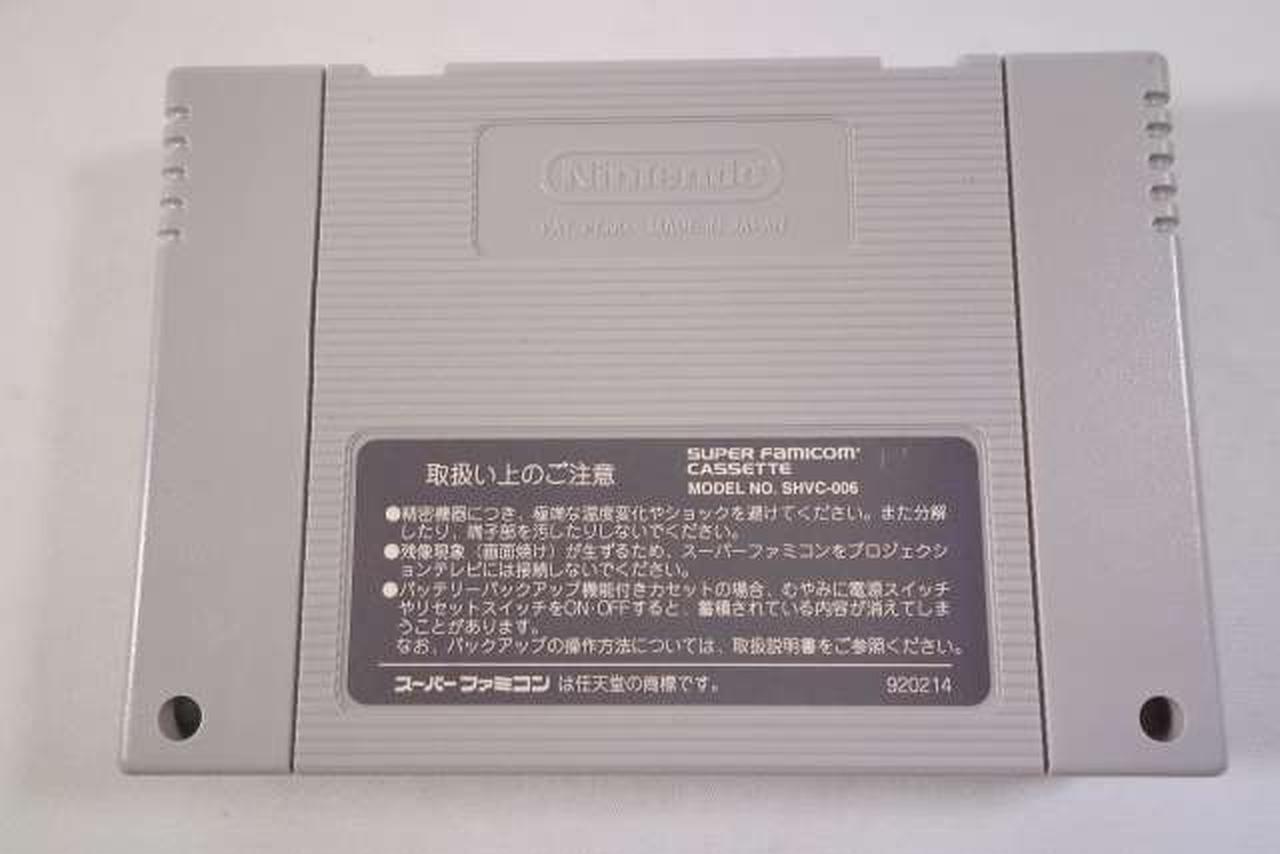 Nintendo
PAT. PEND. MADE IN JAPAN
取扱い上のご注意
SUPER FAMICOM
CASSETTE
MODEL NO. SHVC-006
●精密機器につき、極端な温度変化やショックを避けてください。また分解
したり、端子部を汚したりしないでください。
●残像現象（画面焼け）が生ずるため、スーパーファミコンをプロジェクシ
ョンテレビには接続しないでください。
●バッテリーバックアップ機能付きカセットの場合、むやみに電源スイッチ
やリセットスイッチをON・OFFすると、蓄積されている内容が消えてしま
うことがあります。
なお、バックアップの操作方法については、取扱説明書をご参照ください。
スーパーファミコン は任天堂の商標です。
920214